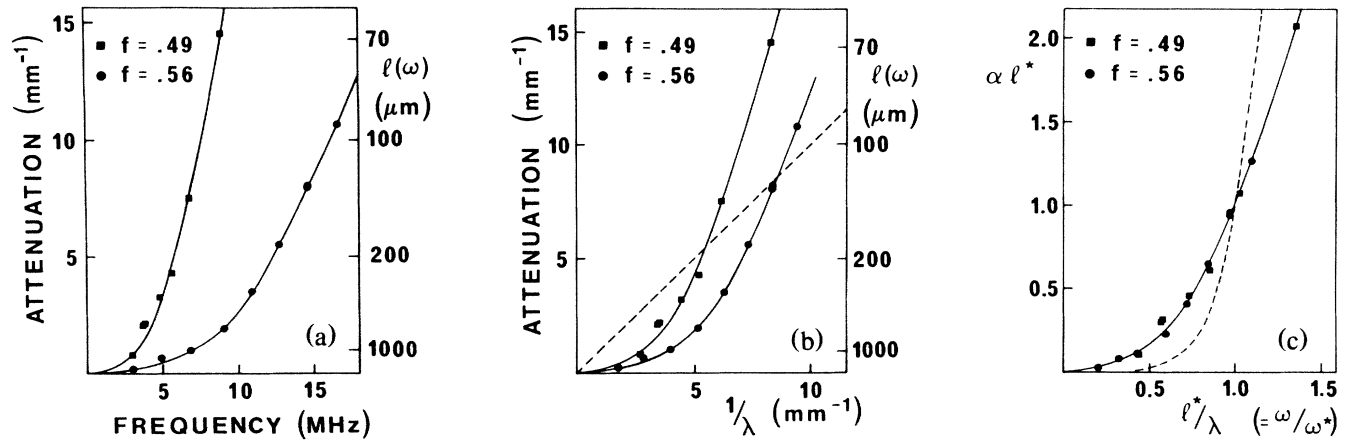 15
10
5
ATTENUATION (mm⁻¹)
■ f = .49
● f = .56
70
ℓ(ω)
(μm)
100
200
1000
(a)
5 10 15
FREQUENCY (MHz)
15
10
5
ATTENUATION (mm⁻¹)
■ f = .49
● f = .56
70
ℓ(ω)
(μm)
100
200
1000
(b)
5 10
1/λ (mm⁻¹)
2.0
αℓ*
1.5
1.0
0.5
■ f = .49
● f = .56
(c)
0.5 1.0 1.5
ℓ*/λ (= ω/ω*)